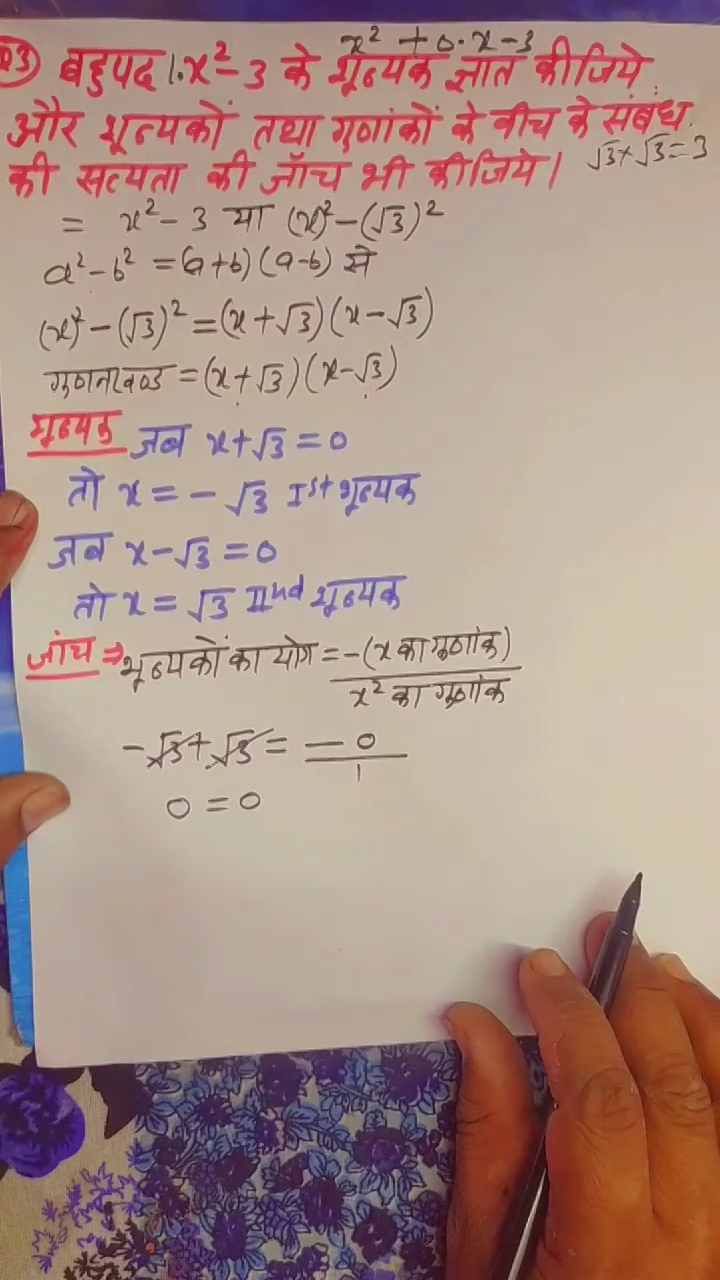 Q3) बहुपद 1.x² - 3 के शून्यक ज्ञात कीजिये
x² + 0·x - 3
और शून्यकों तथा गुणांकों के बीच के संबंध
की सत्यता की जॉंच भी कीजिये।
√3 × √3 = 3
= x² - 3 या (x)² - (√3)²
a² - b² = (a+b) (a-b) से
(x)² - (√3)² = (x + √3) (x - √3)
गुणनखण्ड = (x + √3) (x - √3)
शून्यक जब x + √3 = 0
तो x = - √3 Ist शून्यक
जब x - √3 = 0
तो x = √3 IInd शून्यक
जांच ⇒ शून्यकों का योग = -(x का गुणांक)
x² का गुणांक
-√3 + √3 = - 0
1
0 = 0